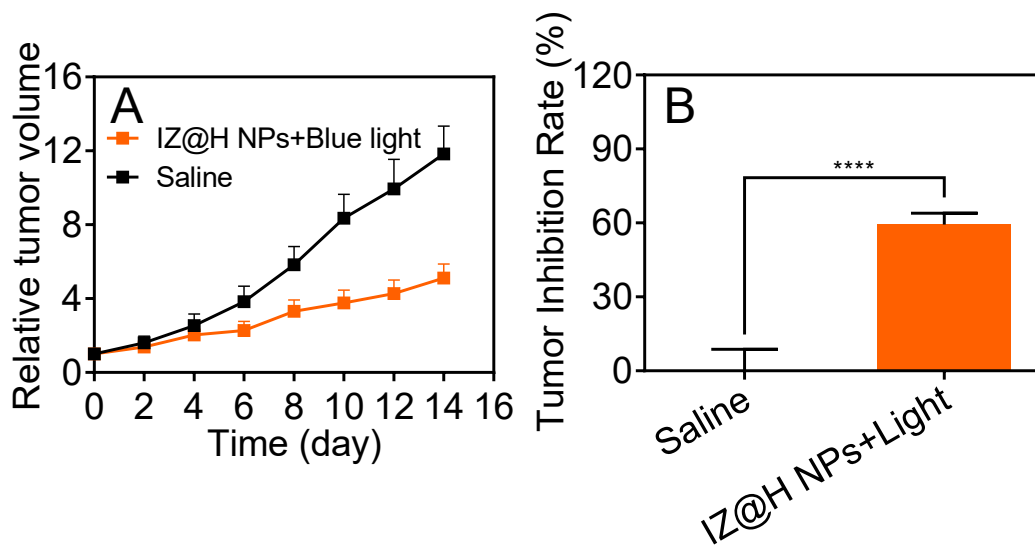 A
Relative tumor volume
16
12
8
4
0
IZ@H NPs+Blue light
Saline
0 2 4 6 8 10 12 14 16
Time (day)
B
Tumor Inhibition Rate (%)
120
90
60
30
0
****
Saline
IZ@H NPs+Light